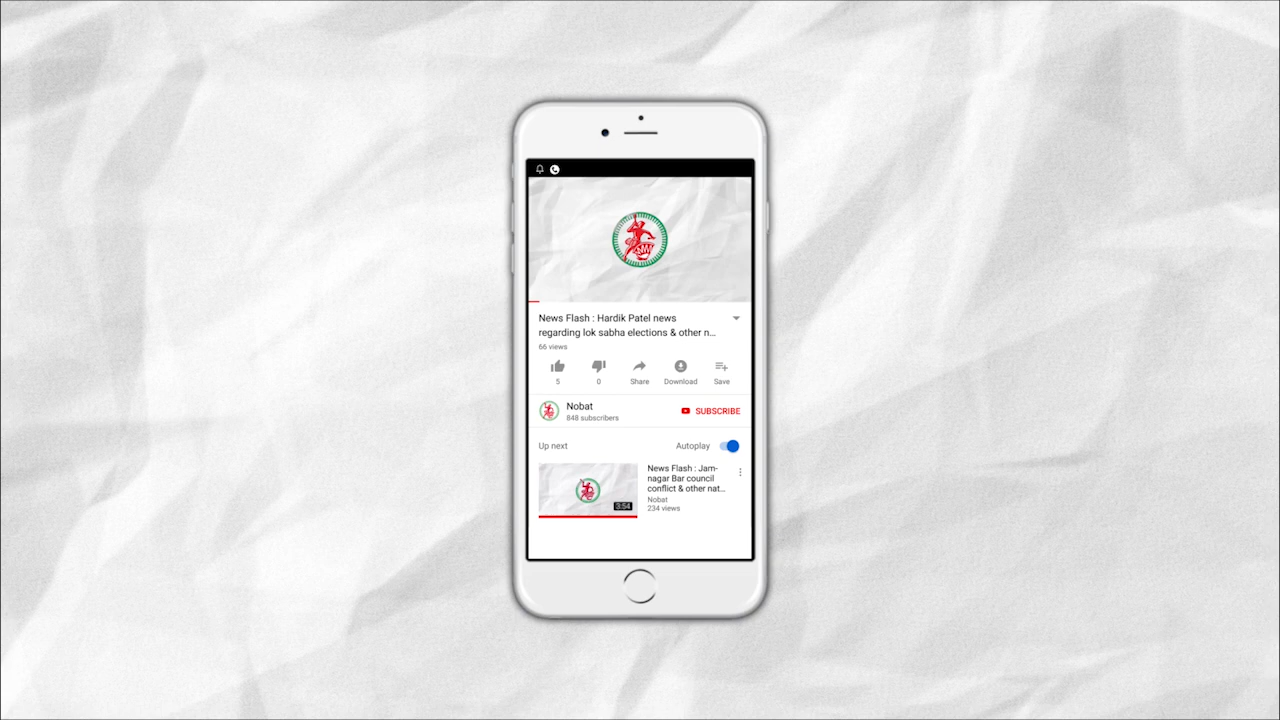 News Flash : Hardik Patel news
regarding lok sabha elections & other n...
66 views
5
0
Share
Download
Save
Nobat
848 subscribers
SUBSCRIBE
Up next
Autoplay
News Flash : Jam-
nagar Bar council
conflict & other nat...
Nobat
234 views
3:54